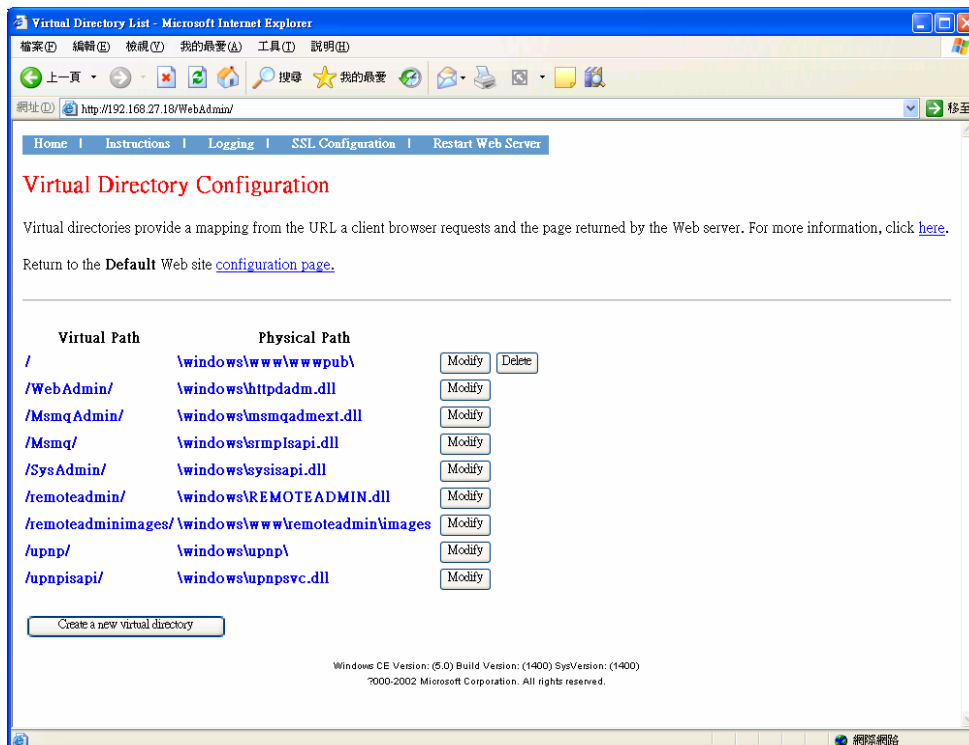 Virtual Directory List - Microsoft Internet Explorer
檔案(F) 編輯(E) 檢視(V) 我的最愛(A) 工具(T) 說明(H)
上一頁 搜尋 我的最愛
網址(D) http://192.168.27.18/WebAdmin/ 移至
Home | Instructions | Logging | SSL Configuration | Restart Web Server
Virtual Directory Configuration
Virtual directories provide a mapping from the URL a client browser requests and the page returned by the Web server. For more information, click here.
Return to the Default Web site configuration page.
Virtual Path Physical Path
/ \windows\www\wwwpub\ Modify Delete
/WebAdmin/ \windows\httpdadm.dll Modify
/MsmqAdmin/ \windows\msmqadmext.dll Modify
/Msmq/ \windows\srmpIsapi.dll Modify
/SysAdmin/ \windows\sysisapi.dll Modify
/remoteadmin/ \windows\REMOTEADMIN.dll Modify
/remoteadminimages/ \windows\www\remoteadmin\images Modify
/upnp/ \windows\upnp\ Modify
/upnpisapi/ \windows\upnpsvc.dll Modify
Create a new virtual directory
Windows CE Version: (5.0) Build Version: (1400) SysVersion: (1400)
?000-2002 Microsoft Corporation. All rights reserved.
網際網路